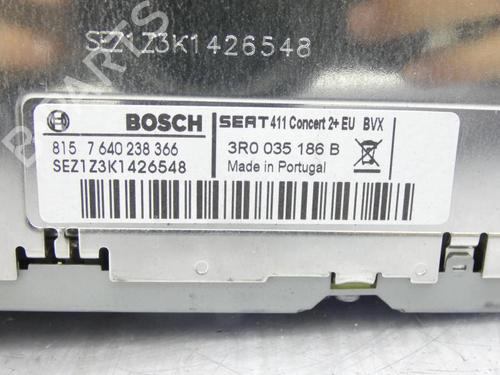 SEZ1Z3K1426548
BOSCH
SEAT 411 Concert 2+ EU BVX
815 7 640 238 366
3R0 035 186 B
SEZ1Z3K1426548
Made in Portugal